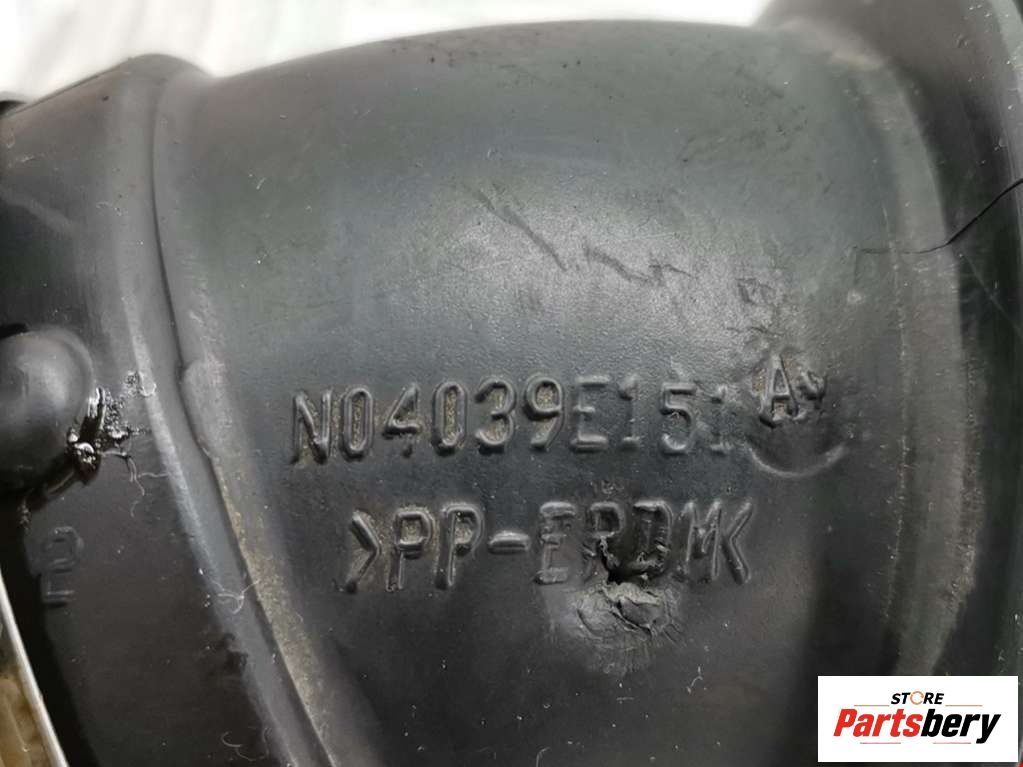 N04039E151 A
>PP-EPDM<
STORE
Partsbery